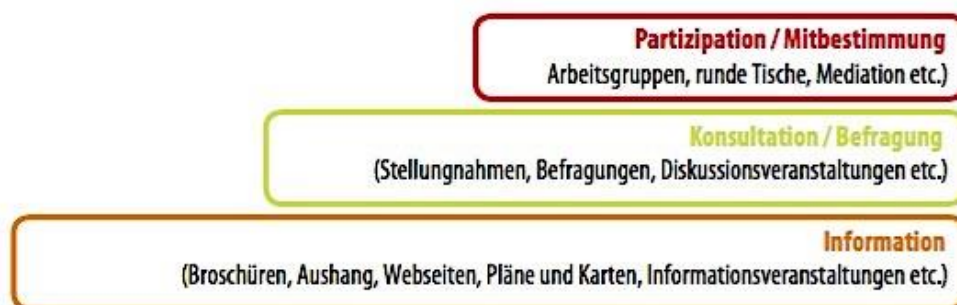 Partizipation / Mitbestimmung
Arbeitsgruppen, runde Tische, Mediation etc.)
Konsultation / Befragung
(Stellungnahmen, Befragungen, Diskussionsveranstaltungen etc.)
Information
(Broschüren, Aushang, Webseiten, Pläne und Karten, Informationsveranstaltungen etc.)